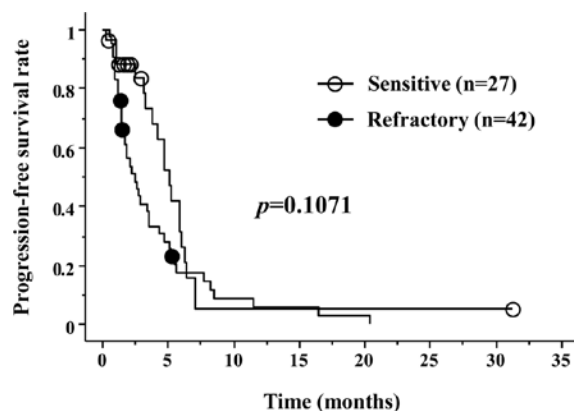 Progression-free survival rate
1
0.8
0.6
0.4
0.2
0
Sensitive (n=27)
Refractory (n=42)
p=0.1071
0 5 10 15 20 25 30 35
Time (months)